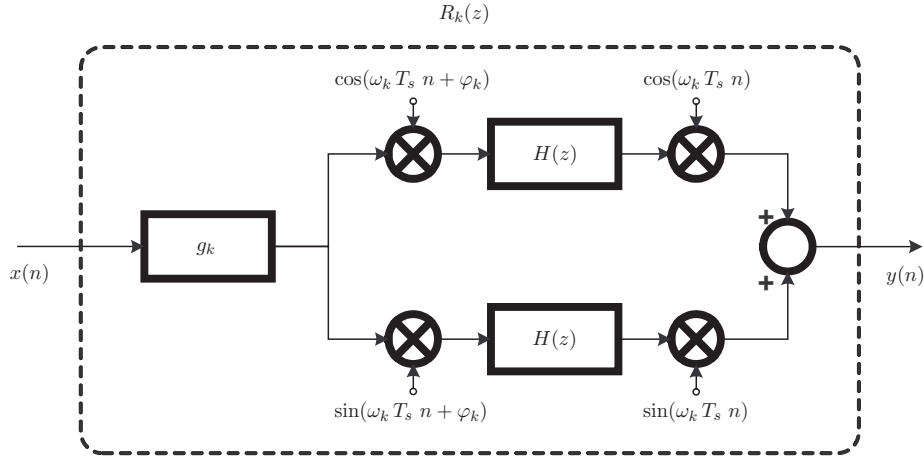 R_k(z)
cos(ω_k T_s n + φ_k)
cos(ω_k T_s n)
H(z)
+
g_k
x(n)
y(n)
+
H(z)
sin(ω_k T_s n + φ_k)
sin(ω_k T_s n)